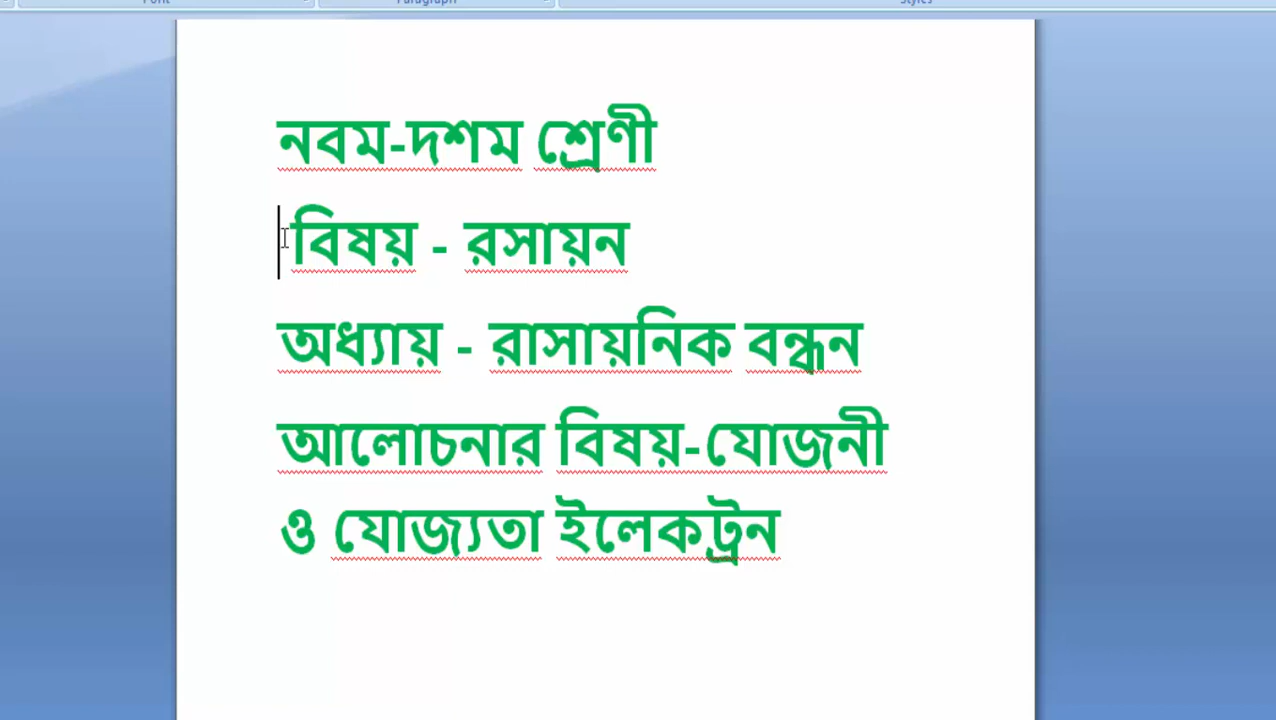 নবম-দশম শ্রেণী
বিষয় - রসায়ন
অধ্যায় - রাসায়নিক বন্ধন
আলোচনার বিষয়-যোজনী
ও যোজ্যতা ইলেকট্রন